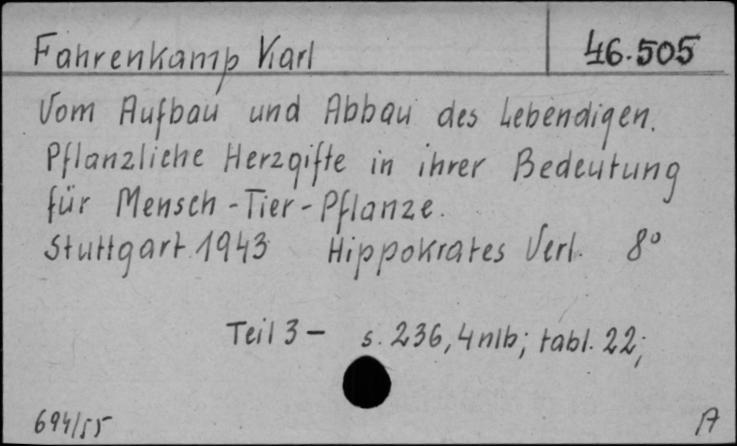 Fahrenkamp Karl 46.505
Vom Aufbau und Abbau des Lebendigen.
Pflanzliche Herzgifte in ihrer Bedeutung
für Mensch-Tier-Pflanze.
Stuttgart 1943 Hippokrates Verl. 8°
Teil 3 - s. 236, 4 nlb; tabl. 22;
694/55 A